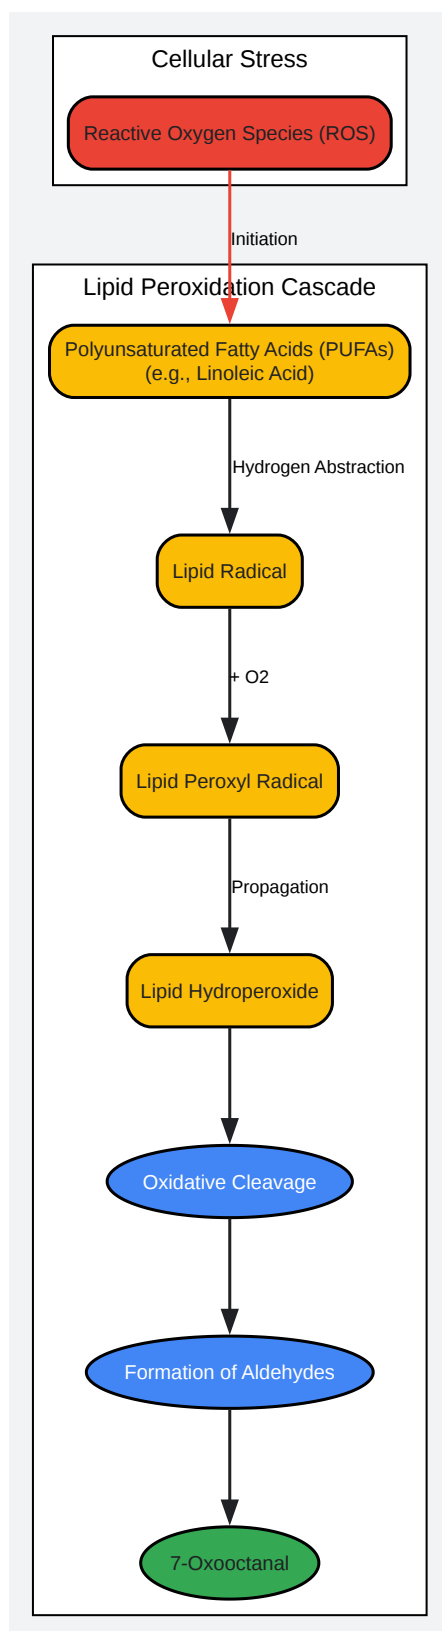 Cellular Stress
Reactive Oxygen Species (ROS)
Initiation
Lipid Peroxidation Cascade
Polyunsaturated Fatty Acids (PUFAs)
(e.g., Linoleic Acid)
Hydrogen Abstraction
Lipid Radical
+ O2
Lipid Peroxyl Radical
Propagation
Lipid Hydroperoxide
Oxidative Cleavage
Formation of Aldehydes
7-Oxooctanal